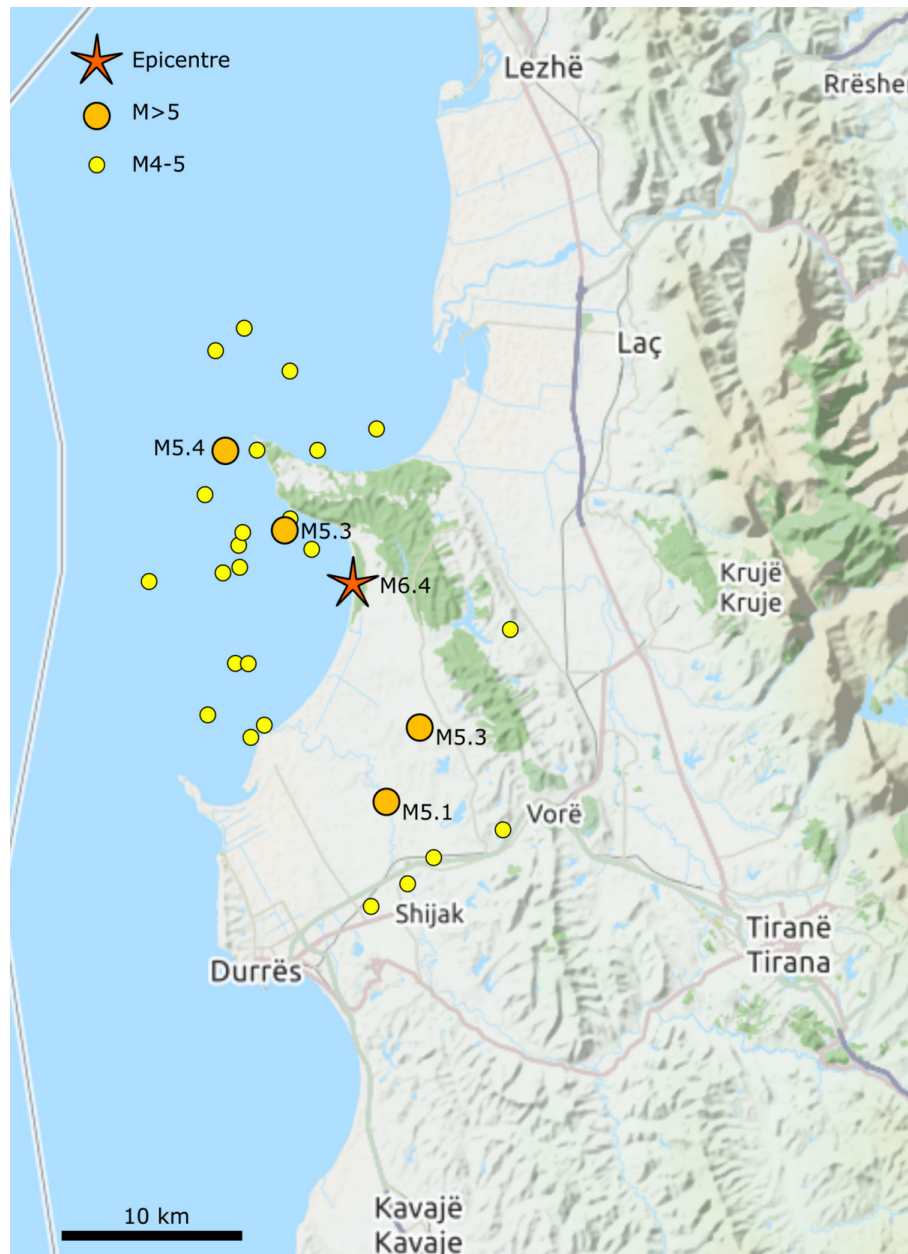 Epicentre
M>5
M4-5
Lezhë
Rrëshen
Laç
M5.4
M5.3
M6.4
Krujë
Kruje
M5.3
M5.1
Vorë
Shijak
Tiranë
Tirana
Durrës
Kavajë
Kavaje
10 km